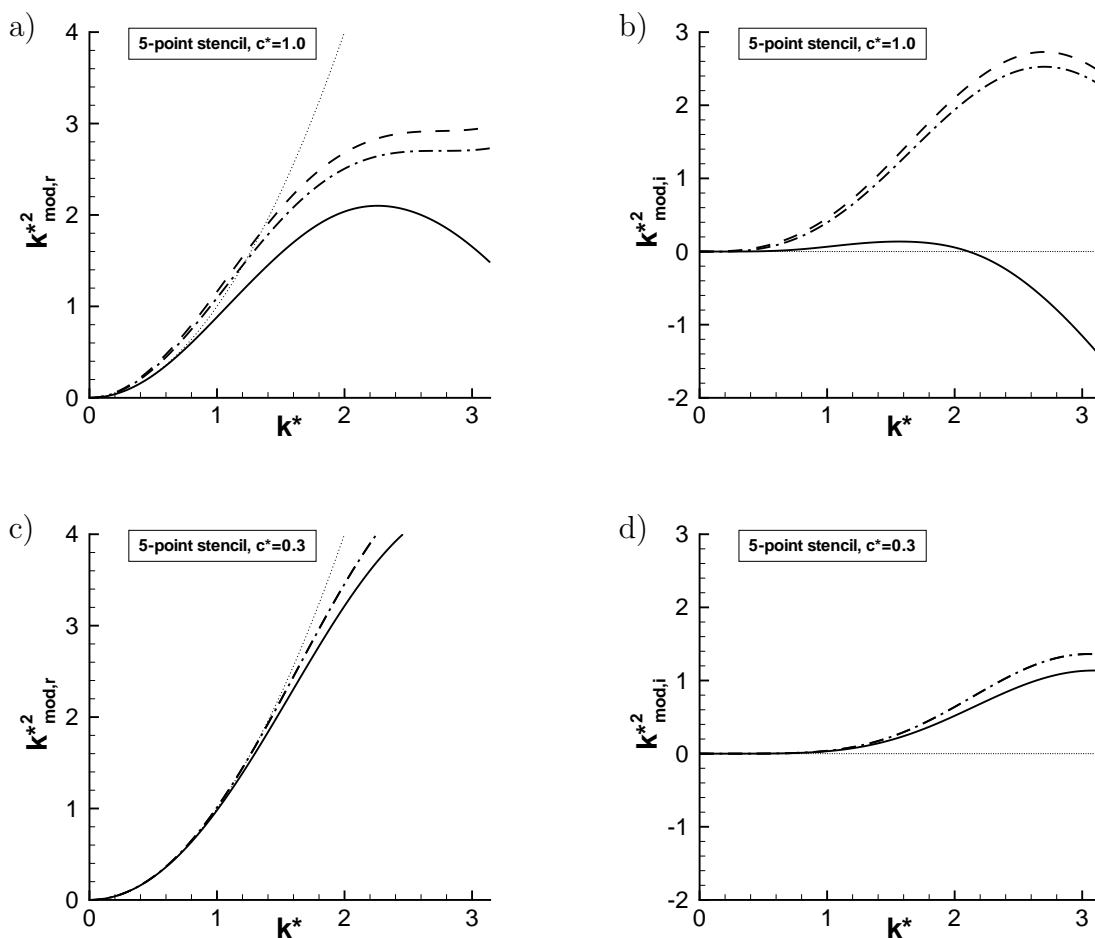 a)
5-point stencil, c*=1.0
k*²mod,r
4
3
2
1
0
0 1 2 3
k*
b)
5-point stencil, c*=1.0
k*²mod,i
3
2
1
0
-1
-2
0 1 2 3
k*
c)
5-point stencil, c*=0.3
k*²mod,r
4
3
2
1
0
0 1 2 3
k*
d)
5-point stencil, c*=0.3
k*²mod,i
3
2
1
0
-1
-2
0 1 2 3
k*